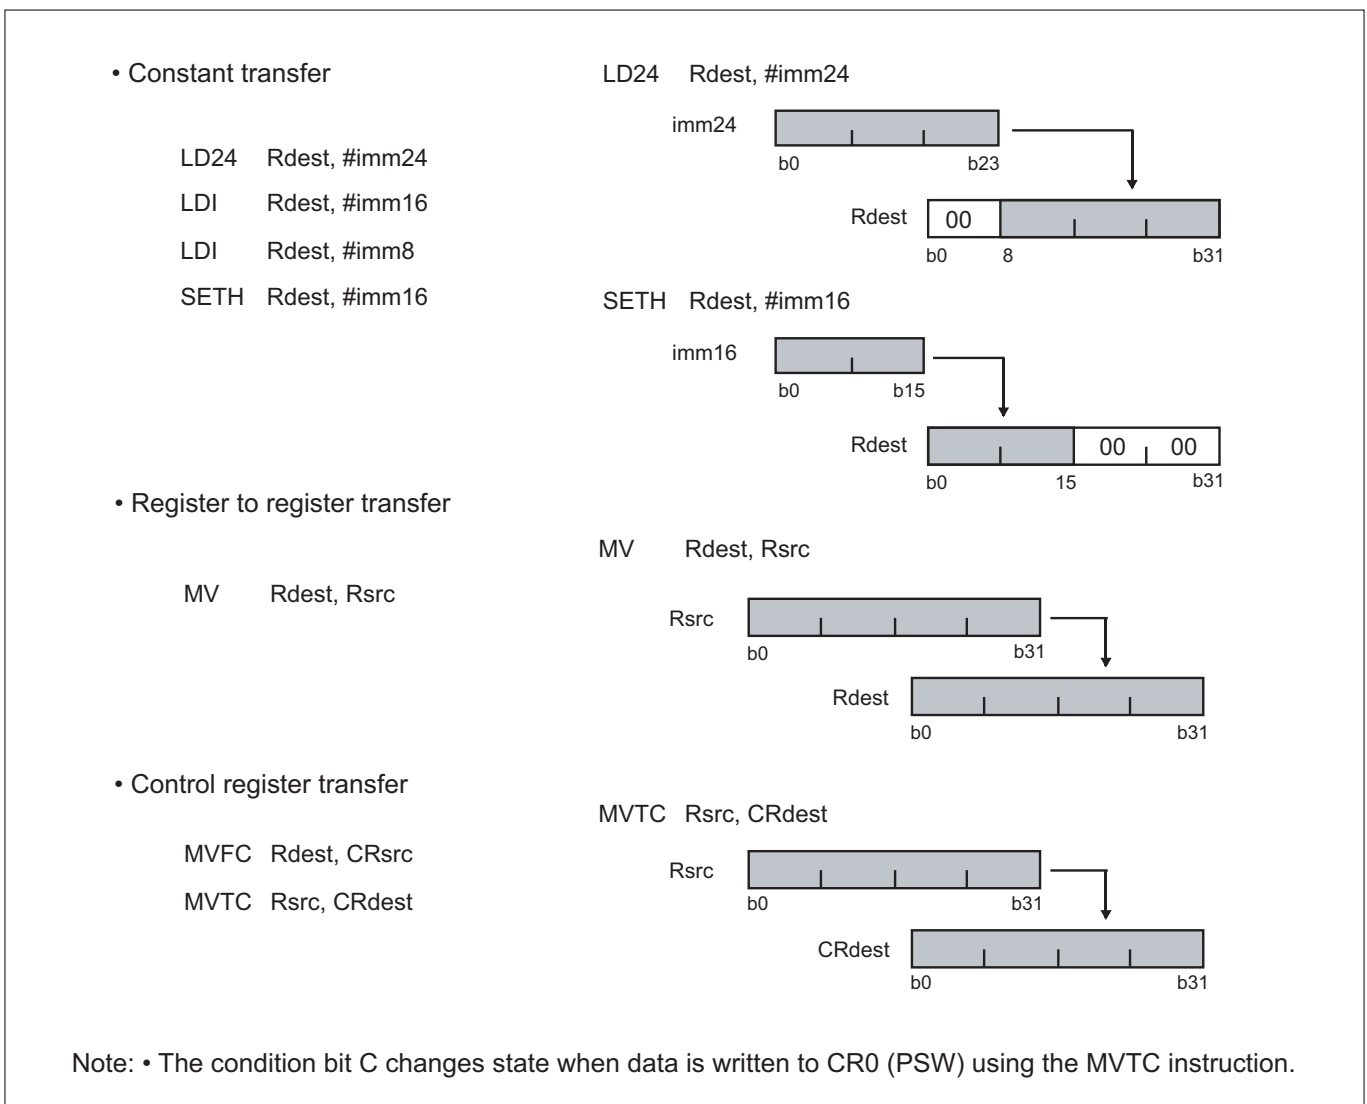 • Constant transfer
LD24 Rdest, #imm24
LDI Rdest, #imm16
LDI Rdest, #imm8
SETH Rdest, #imm16
LD24 Rdest, #imm24
imm24
b0 b23
Rdest 00
b0 8 b31
SETH Rdest, #imm16
imm16
b0 b15
Rdest 00 00
b0 15 b31
• Register to register transfer
MV Rdest, Rsrc
MV Rdest, Rsrc
Rsrc
b0 b31
Rdest
b0 b31
• Control register transfer
MVFC Rdest, CRsrc
MVTC Rsrc, CRdest
MVTC Rsrc, CRdest
Rsrc
b0 b31
CRdest
b0 b31
Note: • The condition bit C changes state when data is written to CR0 (PSW) using the MVTC instruction.